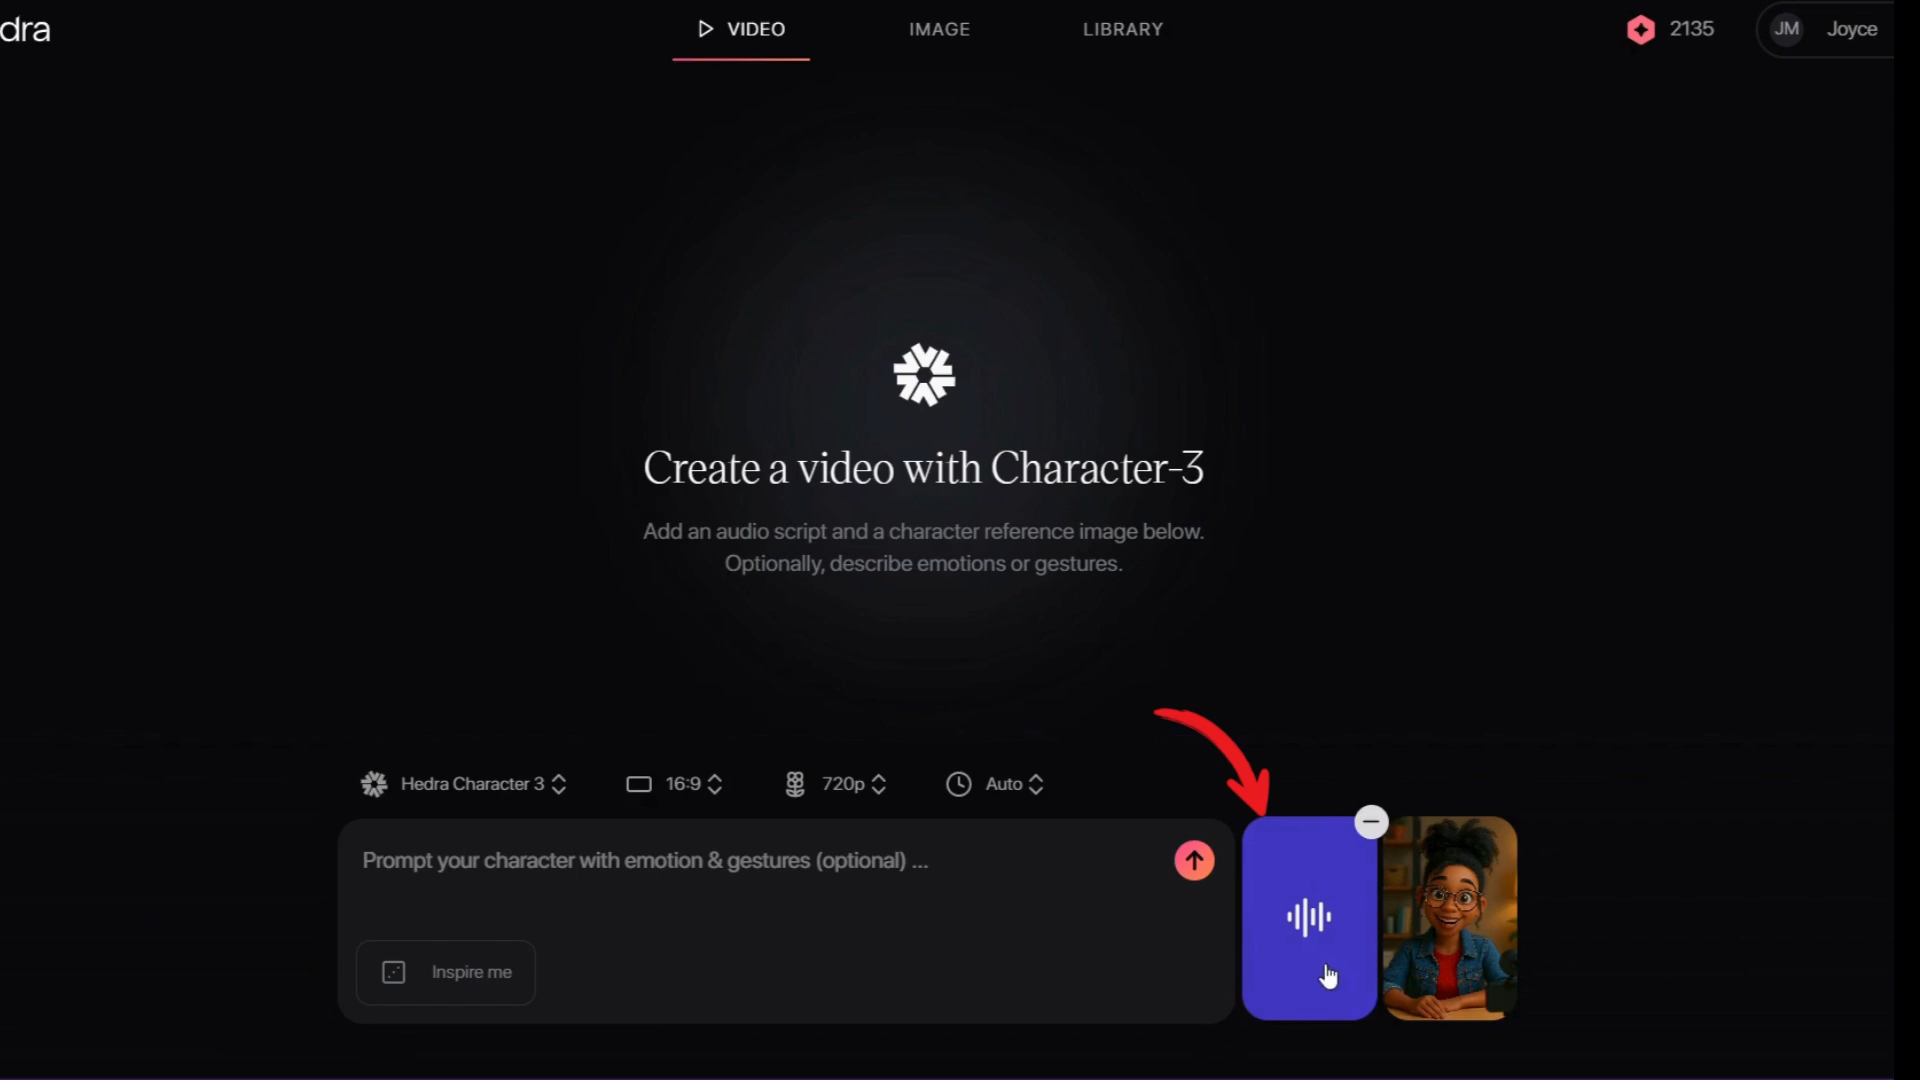 dra
VIDEO
IMAGE
LIBRARY
2135
JM
Joyce
Create a video with Character-3
Add an audio script and a character reference image below.
Optionally, describe emotions or gestures.
Hedra Character 3
16:9
720p
Auto
Prompt your character with emotion & gestures (optional) ...
Inspire me